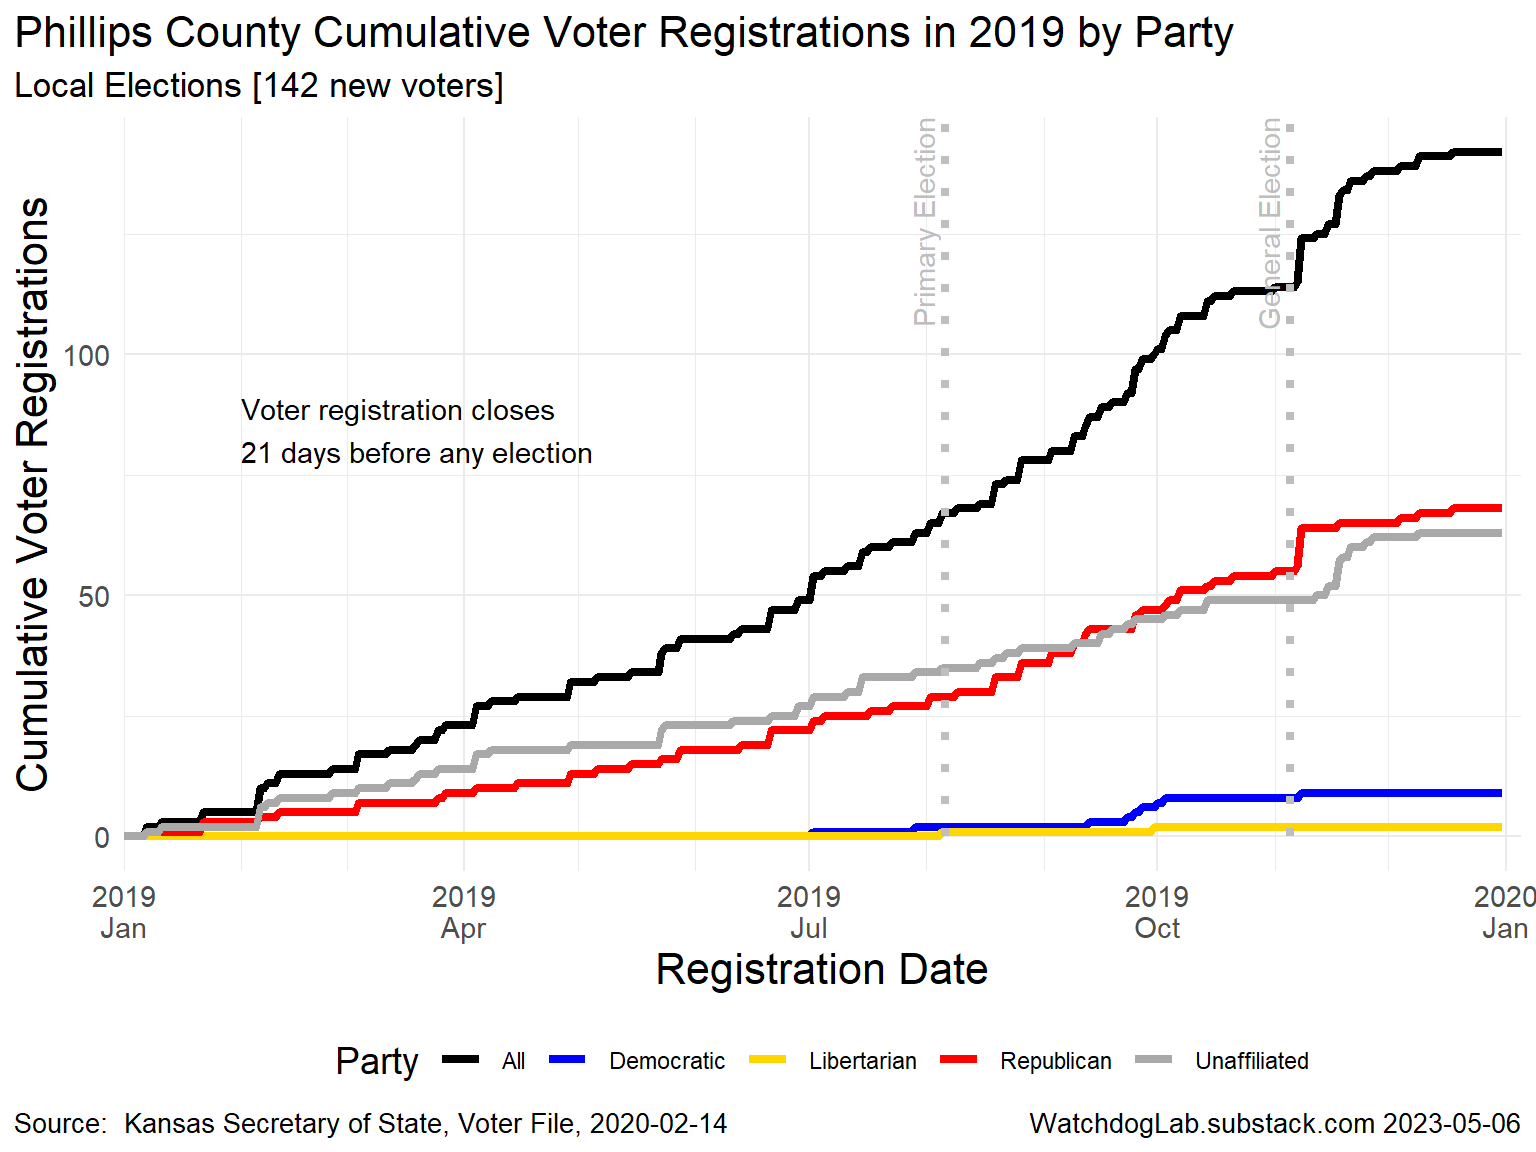 Phillips County Cumulative Voter Registrations in 2019 by Party
Local Elections [142 new voters]
Cumulative Voter Registrations
Primary Election
General Election
100
50
0
Voter registration closes
21 days before any election
2019 2019 2019 2019 2020
Jan Apr Jul Oct Jan
Registration Date
Party All Democratic Libertarian Republican Unaffiliated
Source:  Kansas Secretary of State, Voter File, 2020-02-14
WatchdogLab.substack.com 2023-05-06